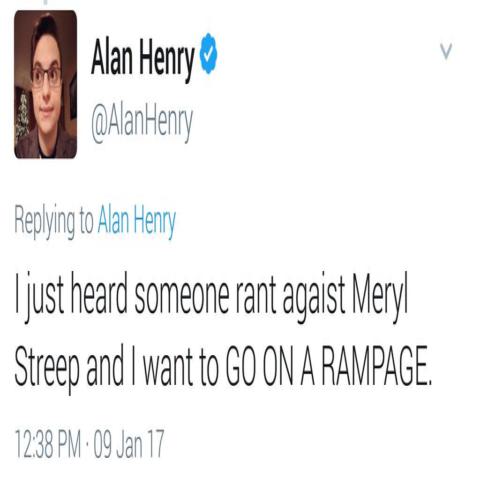 Alan Henry
@AlanHenry
Replying to Alan Henry
I just heard someone rant agaist Meryl
Streep and I want to GO ON A RAMPAGE.
12:38 PM · 09 Jan 17